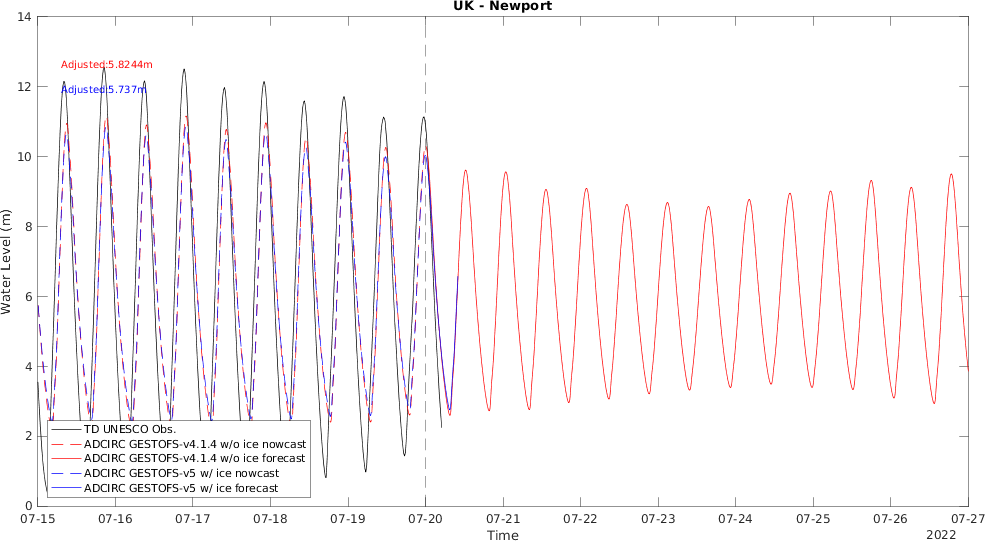 UK - Newport
14
12
10
8
6
4
2
0
Water Level (m)
Adjusted:5.8244m
Adjusted:5.737m
TD UNESCO Obs.
ADCIRC GESTOFS-v4.1.4 w/o ice nowcast
ADCIRC GESTOFS-v4.1.4 w/o ice forecast
ADCIRC GESTOFS-v5 w/ ice nowcast
ADCIRC GESTOFS-v5 w/ ice forecast
07-15 07-16 07-17 07-18 07-19 07-20 07-21 07-22 07-23 07-24 07-25 07-26 07-27
Time
2022